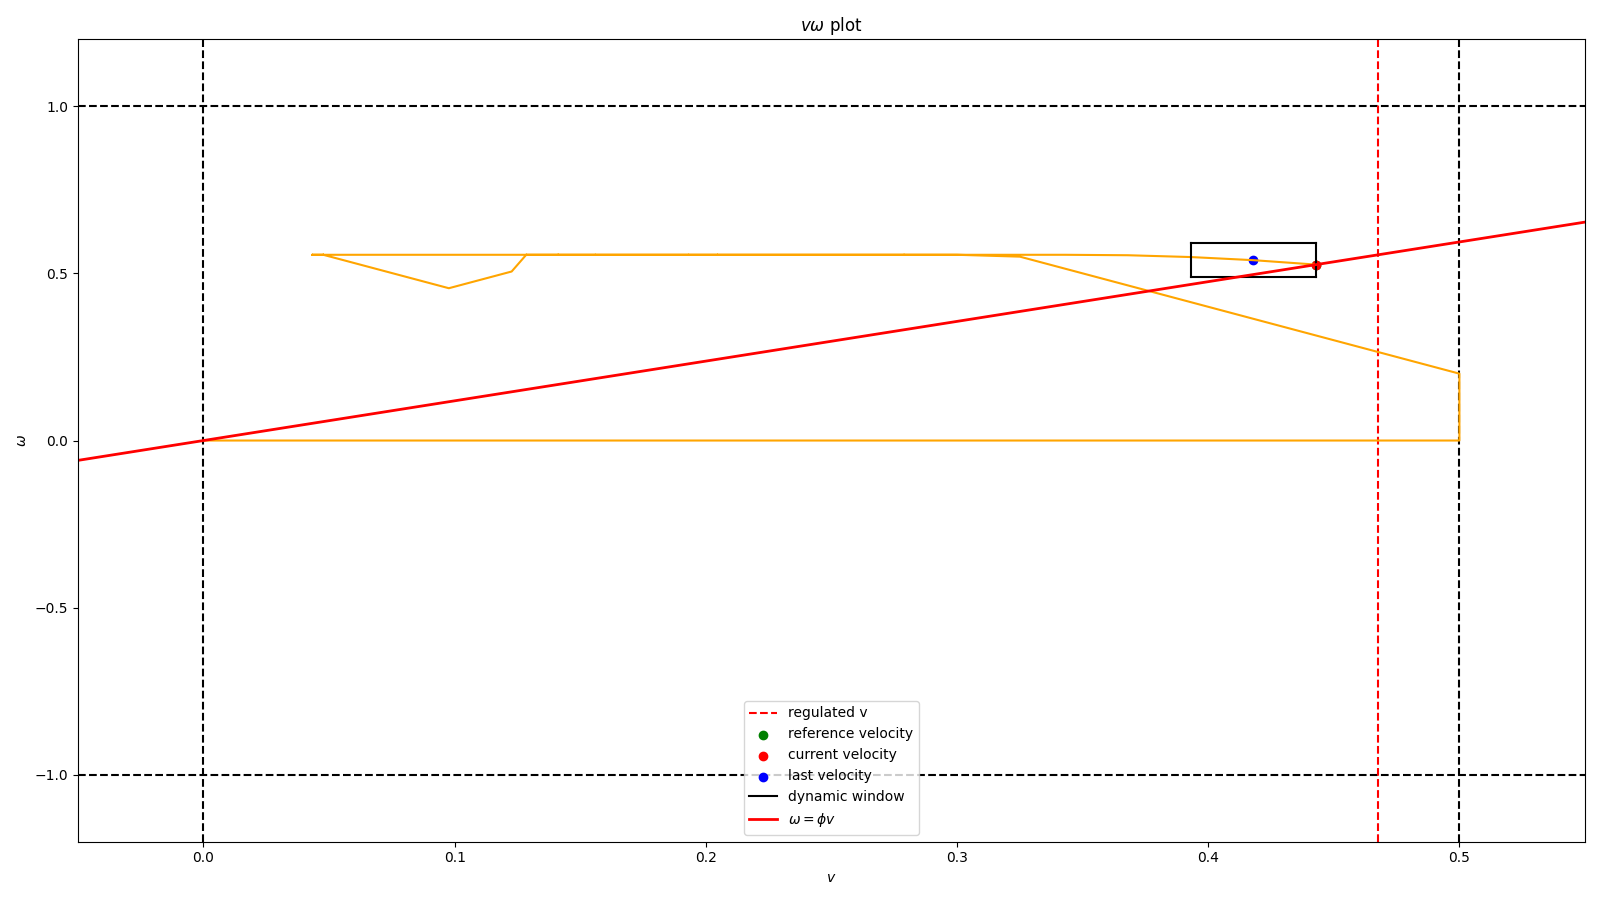 vω plot
1.0
0.5
0.0
−0.5
−1.0
ω
regulated v
reference velocity
current velocity
last velocity
dynamic window
ω = ϕv
0.0 0.1 0.2 0.3 0.4 0.5
v